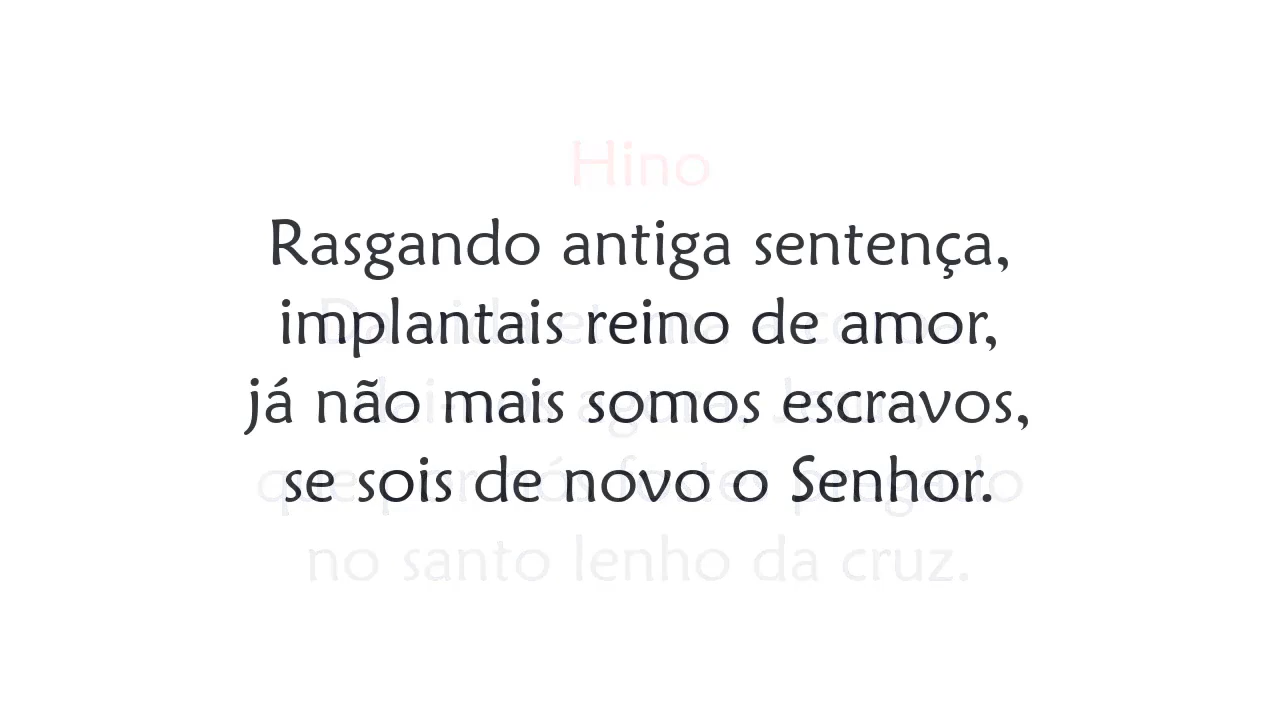 Hino
Rasgando antiga sentença,
implantais reino de amor,
já não mais somos escravos,
se sois de novo o Senhor.
no santo lenho da cruz.